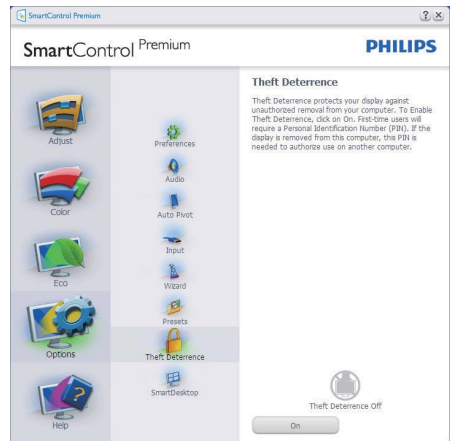 SmartControl Premium
SmartControl Premium
PHILIPS
Adjust
Color
Eco
Options
Help
Preferences
Audio
Auto Pivot
Input
Wizard
Presets
Theft Deterrence
SmartDesktop
Theft Deterrence
Theft Deterrence protects your display against
unauthorized removal from your computer. To Enable
Theft Deterrence, click on On. First-time users will
require a Personal Identification Number (PIN). If the
display is removed from this computer, this PIN is
needed to authorize use on another computer.
Theft Deterrence Off
On